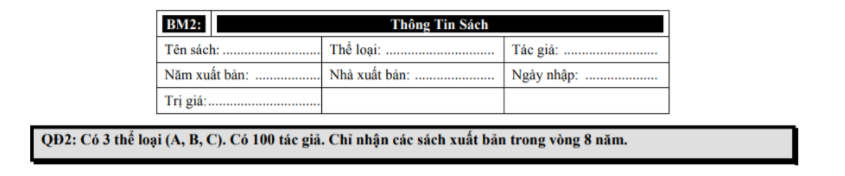 BM2: Thông Tin Sách
Tên sách: ........................... Thể loại: .............................. Tác giả: ..........................
Năm xuất bản: .................. Nhà xuất bản: ...................... Ngày nhập: ....................
Trị giá:...............................
QĐ2: Có 3 thể loại (A, B, C). Có 100 tác giả. Chỉ nhận các sách xuất bản trong vòng 8 năm.